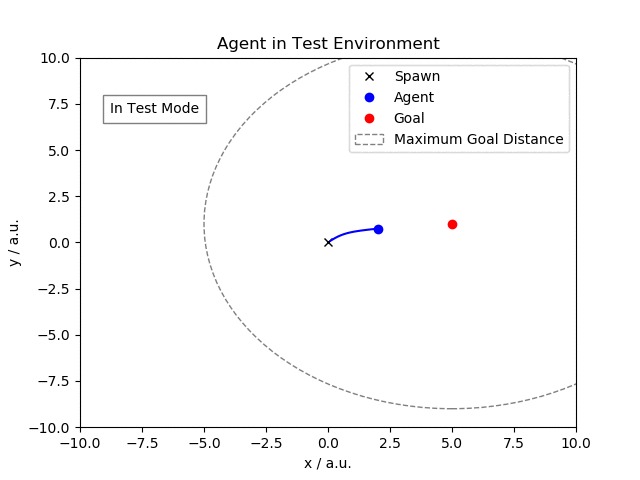 Agent in Test Environment
In Test Mode
Spawn
Agent
Goal
Maximum Goal Distance
y / a.u.
10.0
7.5
5.0
2.5
0.0
−2.5
−5.0
−7.5
−10.0
−10.0 −7.5 −5.0 −2.5 0.0 2.5 5.0 7.5 10.0
x / a.u.